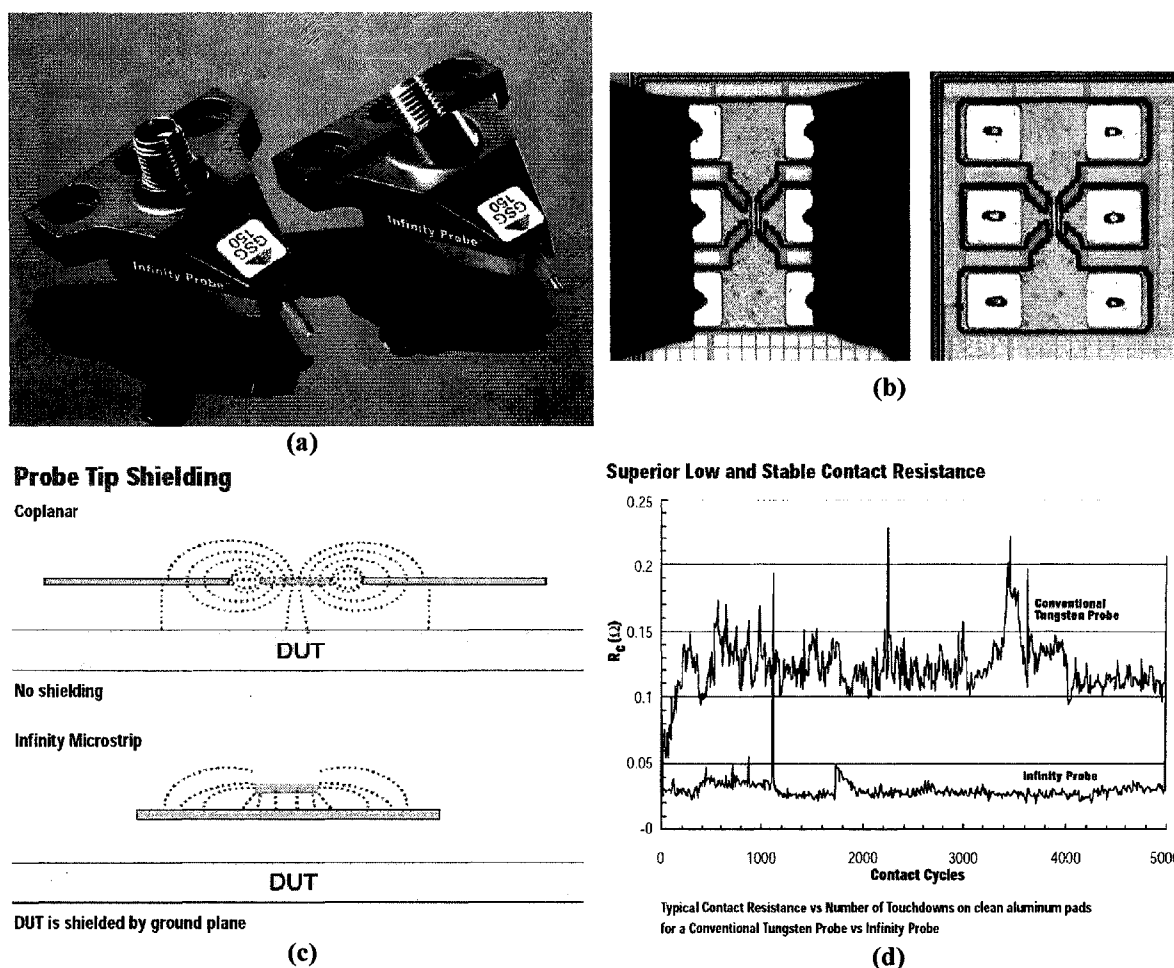 GSG
150
Infinity Probe
GSG
150
Infinity Probe
(a)
(b)
Probe Tip Shielding
Coplanar
DUT
No shielding
Infinity Microstrip
DUT
DUT is shielded by ground plane
(c)
Superior Low and Stable Contact Resistance
0.25
0.2
0.15
0.1
0.05
-0
Rc (Ω)
Conventional
Tungsten Probe
Infinity Probe
0 1000 2000 3000 4000 5000
Contact Cycles
Typical Contact Resistance vs Number of Touchdowns on clean aluminum pads
for a Conventional Tungsten Probe vs Infinity Probe
(d)